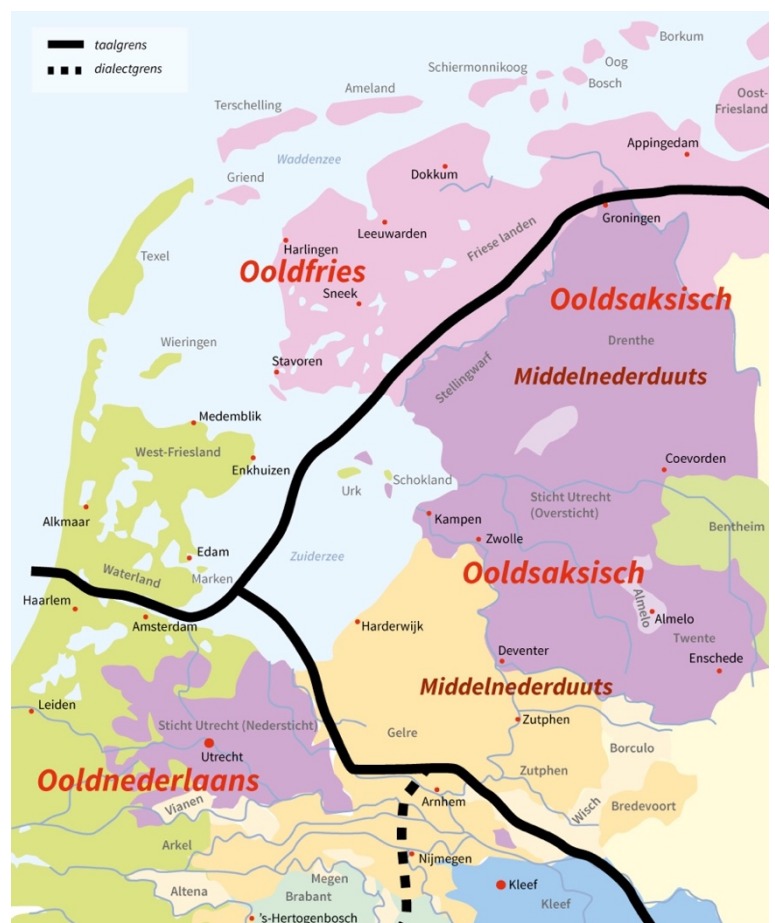 taalgrens
dialectgrens
Borkum
Oog
Bosch
Schiermonnikoog
Ameland
Terschelling
Oost-
Friesland
Appingedam
Waddenzee
Dokkum
Griend
Groningen
Leeuwarden
Friese landen
Harlingen
Texel
Ooldfries
Sneek
Ooldsaksisch
Drenthe
Wieringen
Stavoren
Stellingwarf
Middelnederduuts
Medemblik
West-Friesland
Enkhuizen
Coevorden
Schokland
Urk
Sticht Utrecht
(Oversticht)
Alkmaar
Kampen
Bentheim
Zwolle
Edam
Zuiderzee
Waterland
Marken
Ooldsaksisch
Haarlem
Amsterdam
Harderwijk
Almelo
Almelo
Twente
Deventer
Enschede
Middelnederduuts
Leiden
Sticht Utrecht (Nedersticht)
Gelre
Zutphen
Utrecht
Borculo
Zutphen
Ooldnederlaans
Arnhem
Vianen
Wisch
Bredevoort
Arkel
Nijmegen
Megen
Altena
Brabant
Kleef
Kleef
's-Hertogenbosch